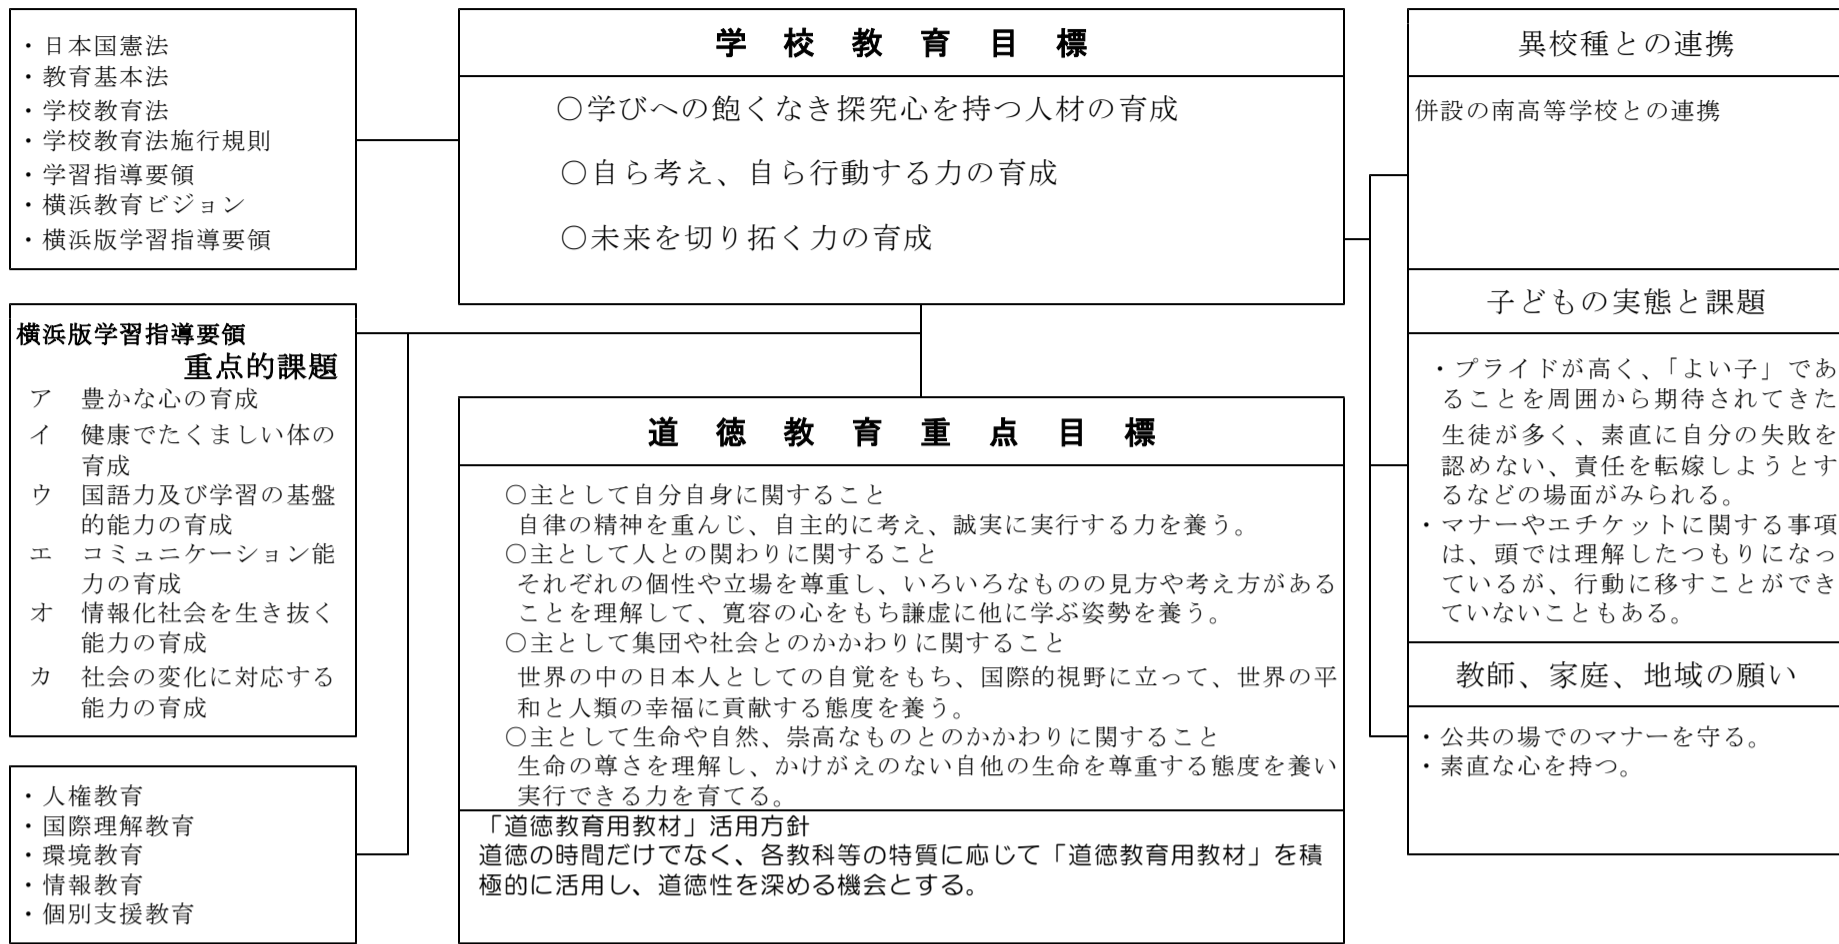 ・日本国憲法
・教育基本法
・学校教育法
・学校教育法施行規則
・学習指導要領
・横浜教育ビジョン
・横浜版学習指導要領
学校教育目標
○学びへの飽くなき探究心を持つ人材の育成
○自ら考え、自ら行動する力の育成
○未来を切り拓く力の育成
異校種との連携
併設の南高等学校との連携
横浜版学習指導要領
重点的課題
ア 豊かな心の育成
イ 健康でたくましい体の
育成
ウ 国語力及び学習の基盤
的能力の育成
エ コミュニケーション能
力の育成
オ 情報化社会を生き抜く
能力の育成
カ 社会の変化に対応する
能力の育成
・人権教育
・国際理解教育
・環境教育
・情報教育
・個別支援教育
道徳教育重点目標
○主として自分自身に関すること
自律の精神を重んじ、自主的に考え、誠実に実行する力を養う。
○主として人との関わりに関すること
それぞれの個性や立場を尊重し、いろいろなものの見方や考え方がある
ことを理解して、寛容の心をもち謙虚に他に学ぶ姿勢を養う。
○主として集団や社会とのかかわりに関すること
世界の中の日本人としての自覚をもち、国際的視野に立って、世界の平
和と人類の幸福に貢献する態度を養う。
○主として生命や自然、崇高なものとのかかわりに関すること
生命の尊さを理解し、かけがえのない自他の生命を尊重する態度を養い
実行できる力を育てる。
「道徳教育用教材」活用方針
道徳の時間だけでなく、各教科等の特質に応じて「道徳教育用教材」を積
極的に活用し、道徳性を深める機会とする。
子どもの実態と課題
・プライドが高く、「よい子」であ
ることを周囲から期待されてきた
生徒が多く、素直に自分の失敗を
認めない、責任を転嫁しようとす
るなどの場面がみられる。
・マナーやエチケットに関する事項
は、頭では理解したつもりになっ
ているが、行動に移すことができ
ていないこともある。
教師、家庭、地域の願い
・公共の場でのマナーを守る。
・素直な心を持つ。